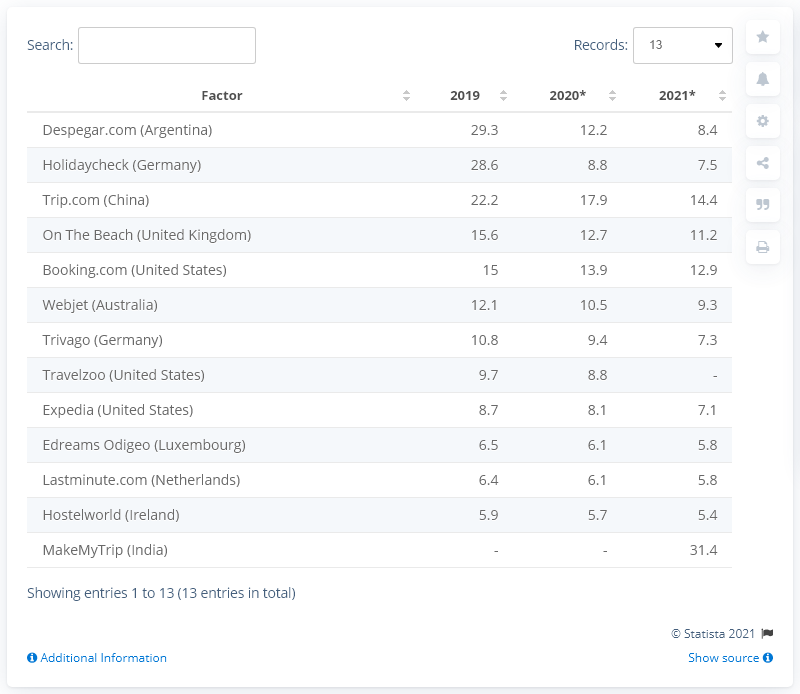 Search:
Records: 13
Factor 2019 2020* 2021*
Despegar.com (Argentina) 29.3 12.2 8.4
Holidaycheck (Germany) 28.6 8.8 7.5
Trip.com (China) 22.2 17.9 14.4
On The Beach (United Kingdom) 15.6 12.7 11.2
Booking.com (United States) 15 13.9 12.9
Webjet (Australia) 12.1 10.5 9.3
Trivago (Germany) 10.8 9.4 7.3
Travelzoo (United States) 9.7 8.8 -
Expedia (United States) 8.7 8.1 7.1
Edreams Odigeo (Luxembourg) 6.5 6.1 5.8
Lastminute.com (Netherlands) 6.4 6.1 5.8
Hostelworld (Ireland) 5.9 5.7 5.4
MakeMyTrip (India) - - 31.4
Showing entries 1 to 13 (13 entries in total)
© Statista 2021
Additional Information
Show source